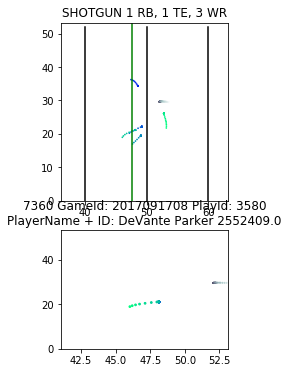 SHOTGUN 1 RB, 1 TE, 3 WR
50
40
30
20
10
0
40 50 60
7360 GameId: 2017091708 PlayId: 3580
PlayerName + ID: DeVante Parker 2552409.0
40
20
0
42.5 45.0 47.5 50.0 52.5